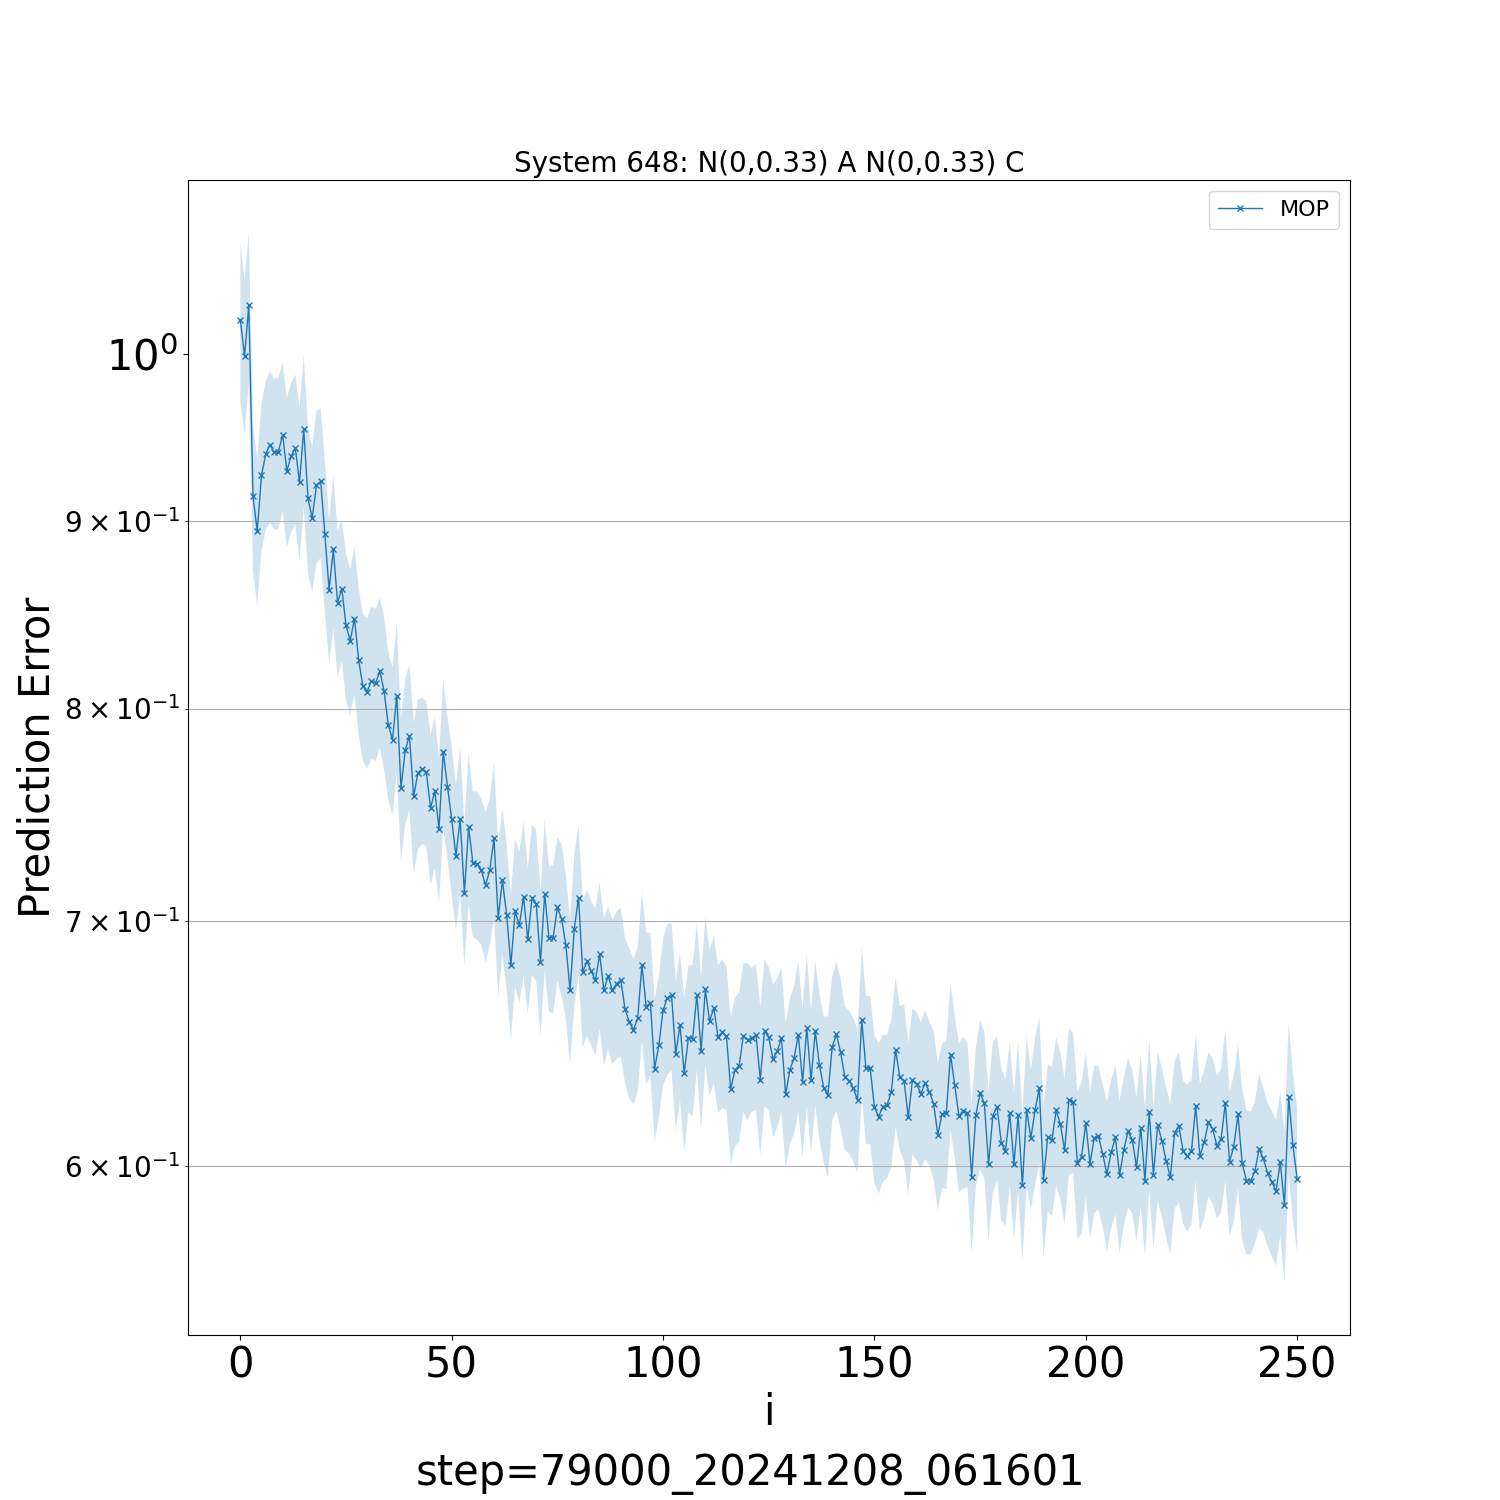 System 648: N(0,0.33) A N(0,0.33) C
MOP
10⁰
9 × 10⁻¹
8 × 10⁻¹
7 × 10⁻¹
6 × 10⁻¹
Prediction Error
0 50 100 150 200 250
i
step=79000_20241208_061601